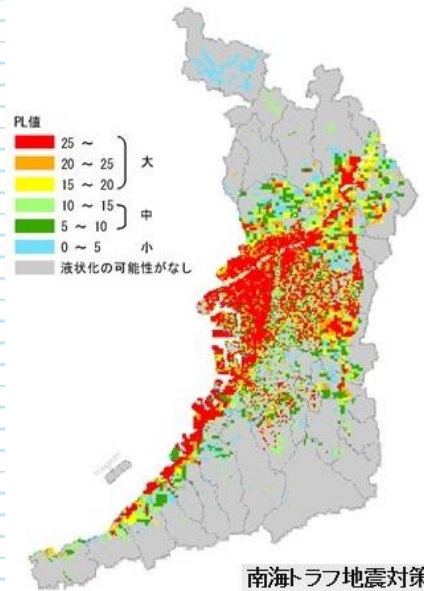 PL値
25 ～
20 ～ 25
大
15 ～ 20
10 ～ 15
中
5 ～ 10
0 ～ 5 小
液状化の可能性がなし
南海トラフ地震対策